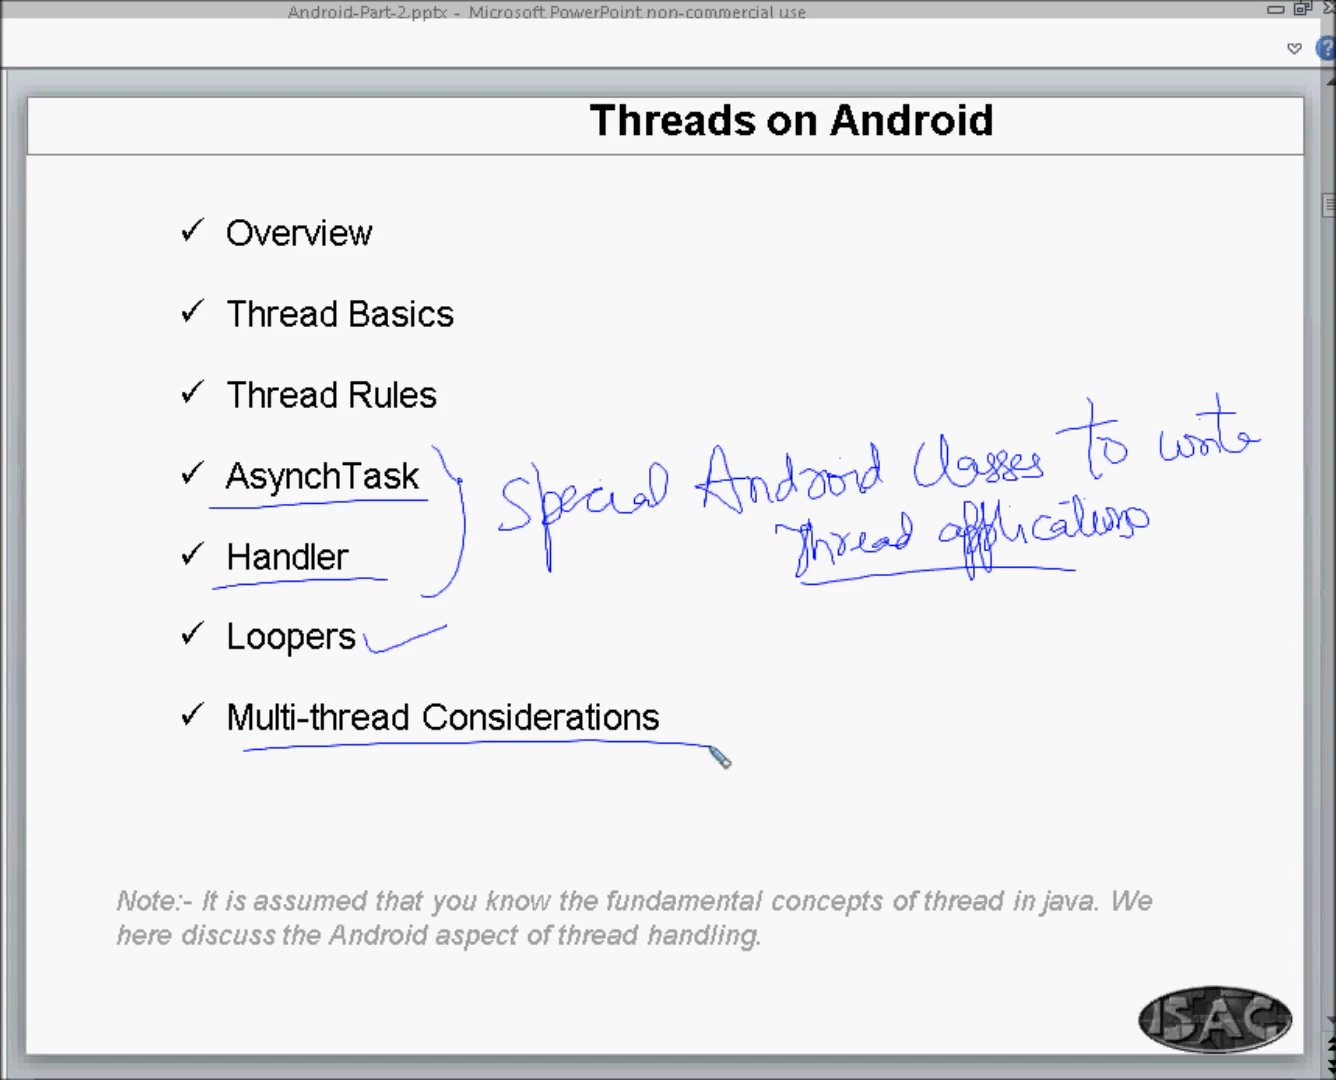 Android-Part-2.pptx - Microsoft PowerPoint non-commercial use
Threads on Android
✓ Overview
✓ Thread Basics
✓ Thread Rules
✓ AsynchTask
Special Android Classes to write
Thread applications
✓ Handler
✓ Loopers
✓ Multi-thread Considerations
Note:- It is assumed that you know the fundamental concepts of thread in java. We
here discuss the Android aspect of thread handling.
ISAC